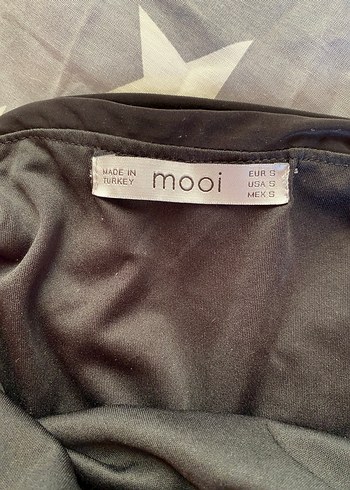 MADE IN
TURKEY
mooi
EUR S
USA S
MEX S